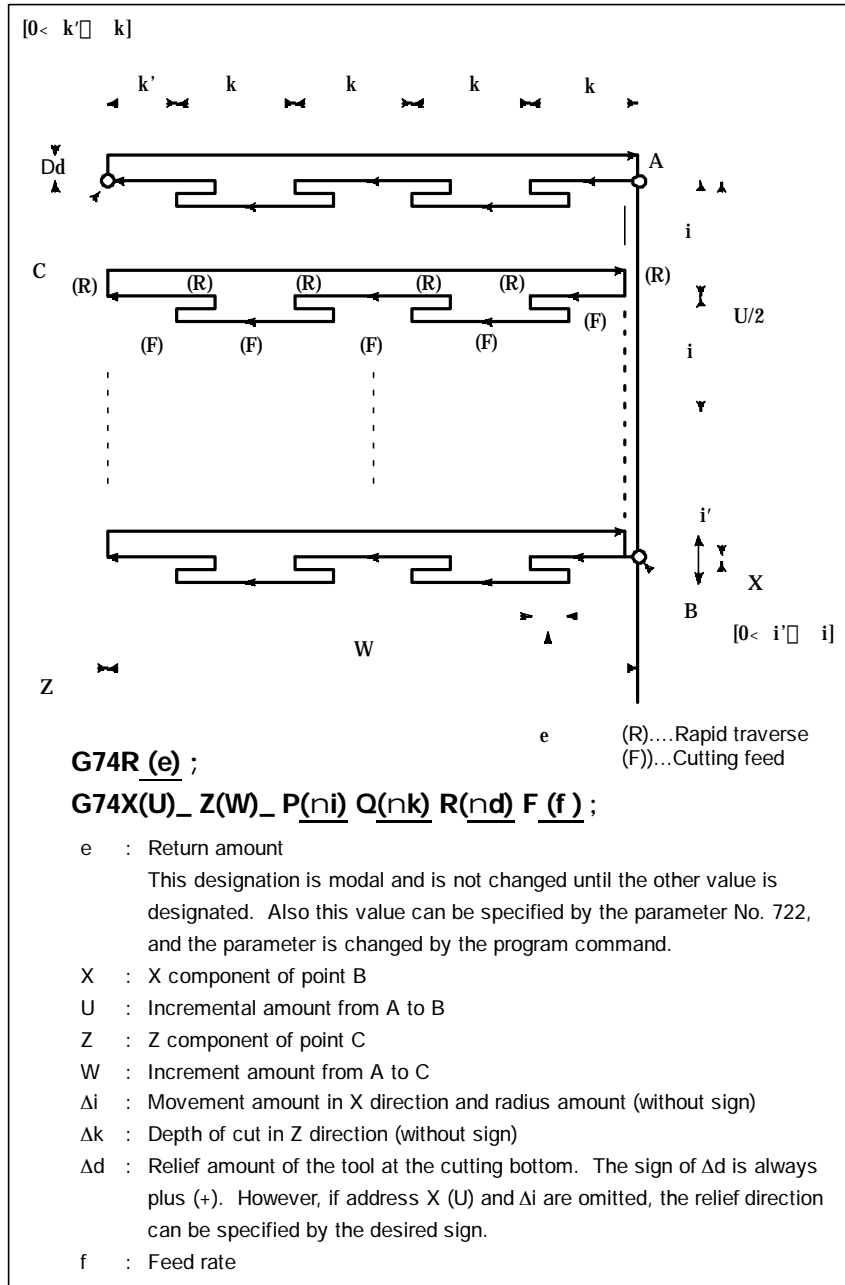 [0< k′□ k]
k’ k k k k
Dd
A
i
C
(R) (R) (R) (R) (R) (R)
U/2
(F) (F) (F) (F) (F)
i
i′
X
B
[0< i’□ i]
W
Z
e
(R)....Rapid traverse
(F))...Cutting feed
G74R (e) ;
G74X(U)_ Z(W)_ P(∩i) Q(∩k) R(∩d) F (f ) ;
e : Return amount
This designation is modal and is not changed until the other value is
designated. Also this value can be specified by the parameter No. 722,
and the parameter is changed by the program command.
X : X component of point B
U : Incremental amount from A to B
Z : Z component of point C
W : Increment amount from A to C
Δi : Movement amount in X direction and radius amount (without sign)
Δk : Depth of cut in Z direction (without sign)
Δd : Relief amount of the tool at the cutting bottom. The sign of Δd is always
plus (+). However, if address X (U) and Δi are omitted, the relief direction
can be specified by the desired sign.
f : Feed rate